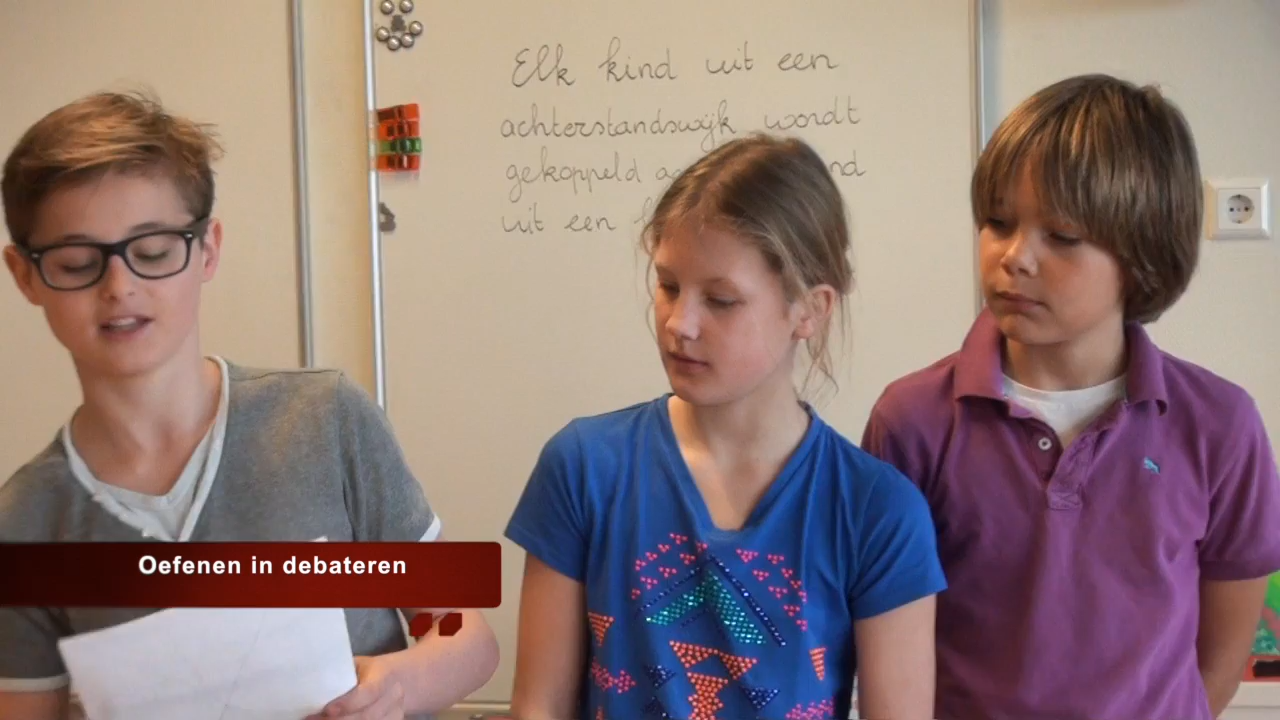 Elk kind uit een
achterstandswijk wordt
gekoppeld
uit een
Oefenen in debateren